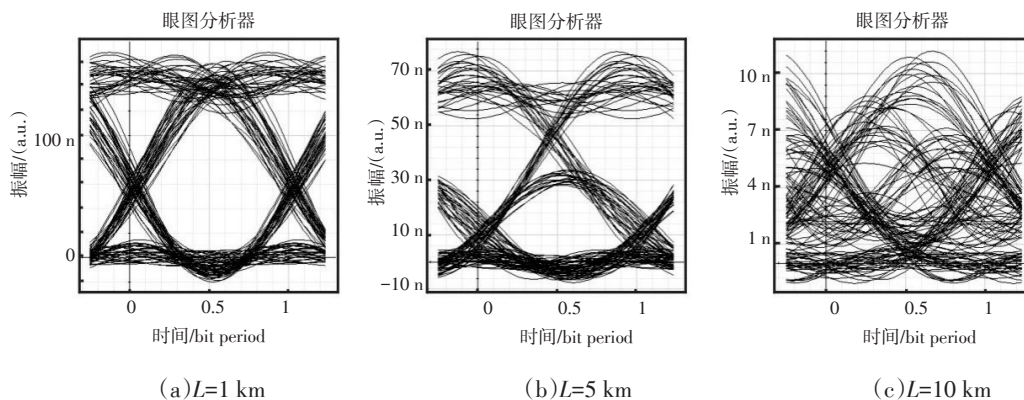 眼图分析器
振幅/(a.u.)
100 n
0
0
0.5
1
时间/bit period
(a)L=1 km
眼图分析器
振幅/(a.u.)
70 n
50 n
30 n
10 n
−10 n
0
0.5
1
时间/bit period
(b)L=5 km
眼图分析器
振幅/(a.u.)
10 n
7 n
4 n
1 n
0
0.5
1
时间/bit period
(c)L=10 km